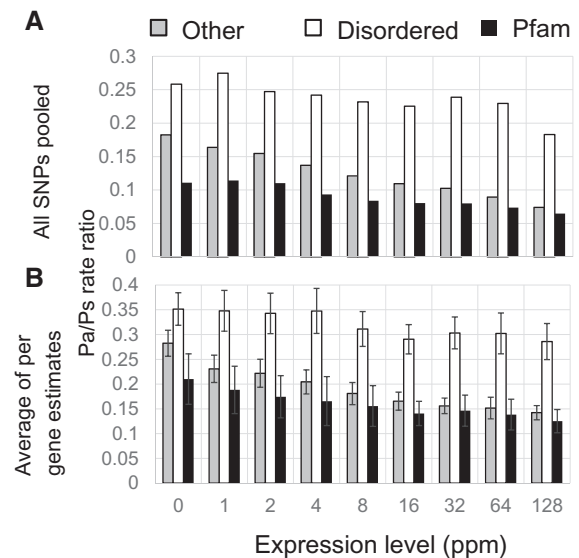 A
Other Disordered Pfam
All SNPs pooled
Pa/Ps rate ratio
0.3
0.25
0.2
0.15
0.1
0.05
0
B
Average of per
gene estimates
0.4
0.35
0.3
0.25
0.2
0.15
0.1
0.05
0
0 1 2 4 8 16 32 64 128
Expression level (ppm)